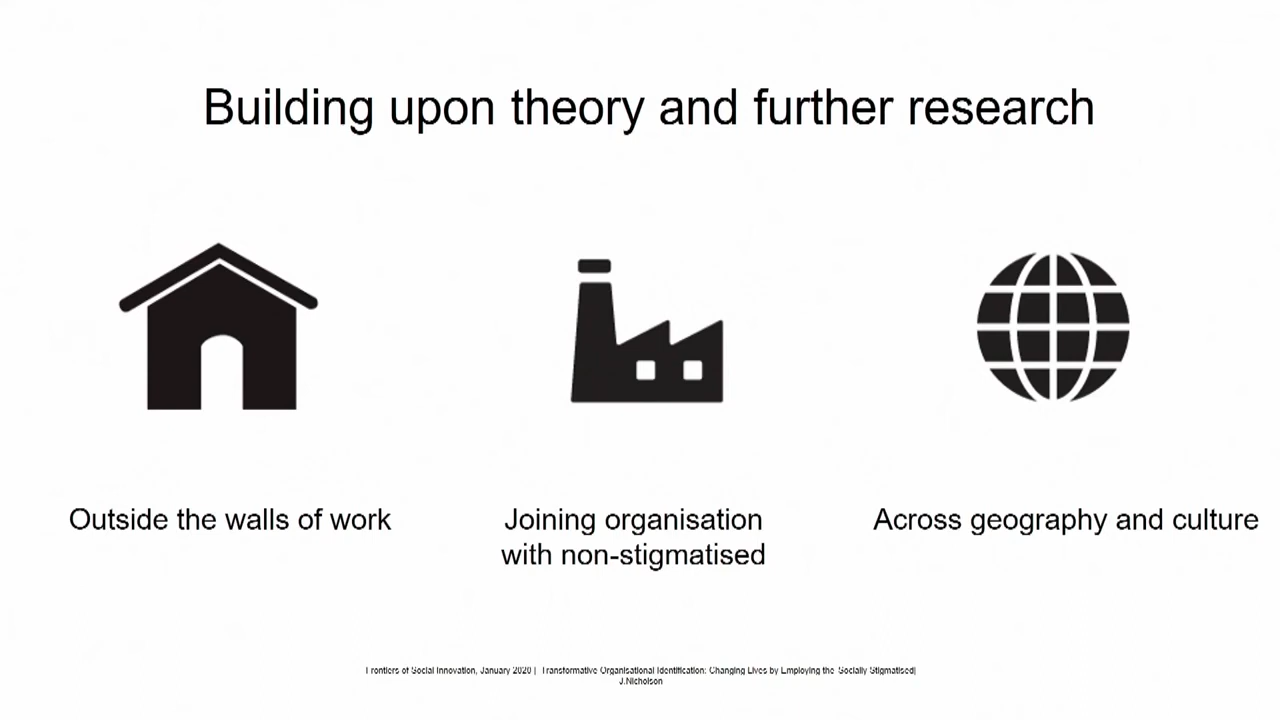 Building upon theory and further research
Outside the walls of work
Joining organisation
with non-stigmatised
Across geography and culture
Frontiers of Social Innovation, January 2020 | Transformative Organisational Identification: Changing Lives by Employing the Socially Stigmatised|
J.Nicholson